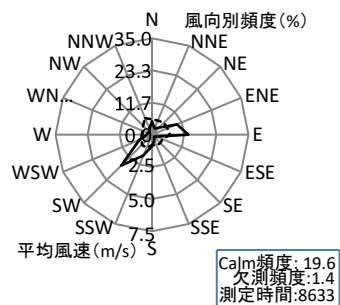 N
風向別頻度(%)
35.0
NNW
NNE
NW
23.3
NE
WN...
11.7
ENE
W
0.0
E
WSW
2.5
ESE
SW
5.0
SE
SSW
SSE
平均風速(m/s)
7.5
S
Calm頻度: 19.6
欠測頻度:1.4
測定時間:8633